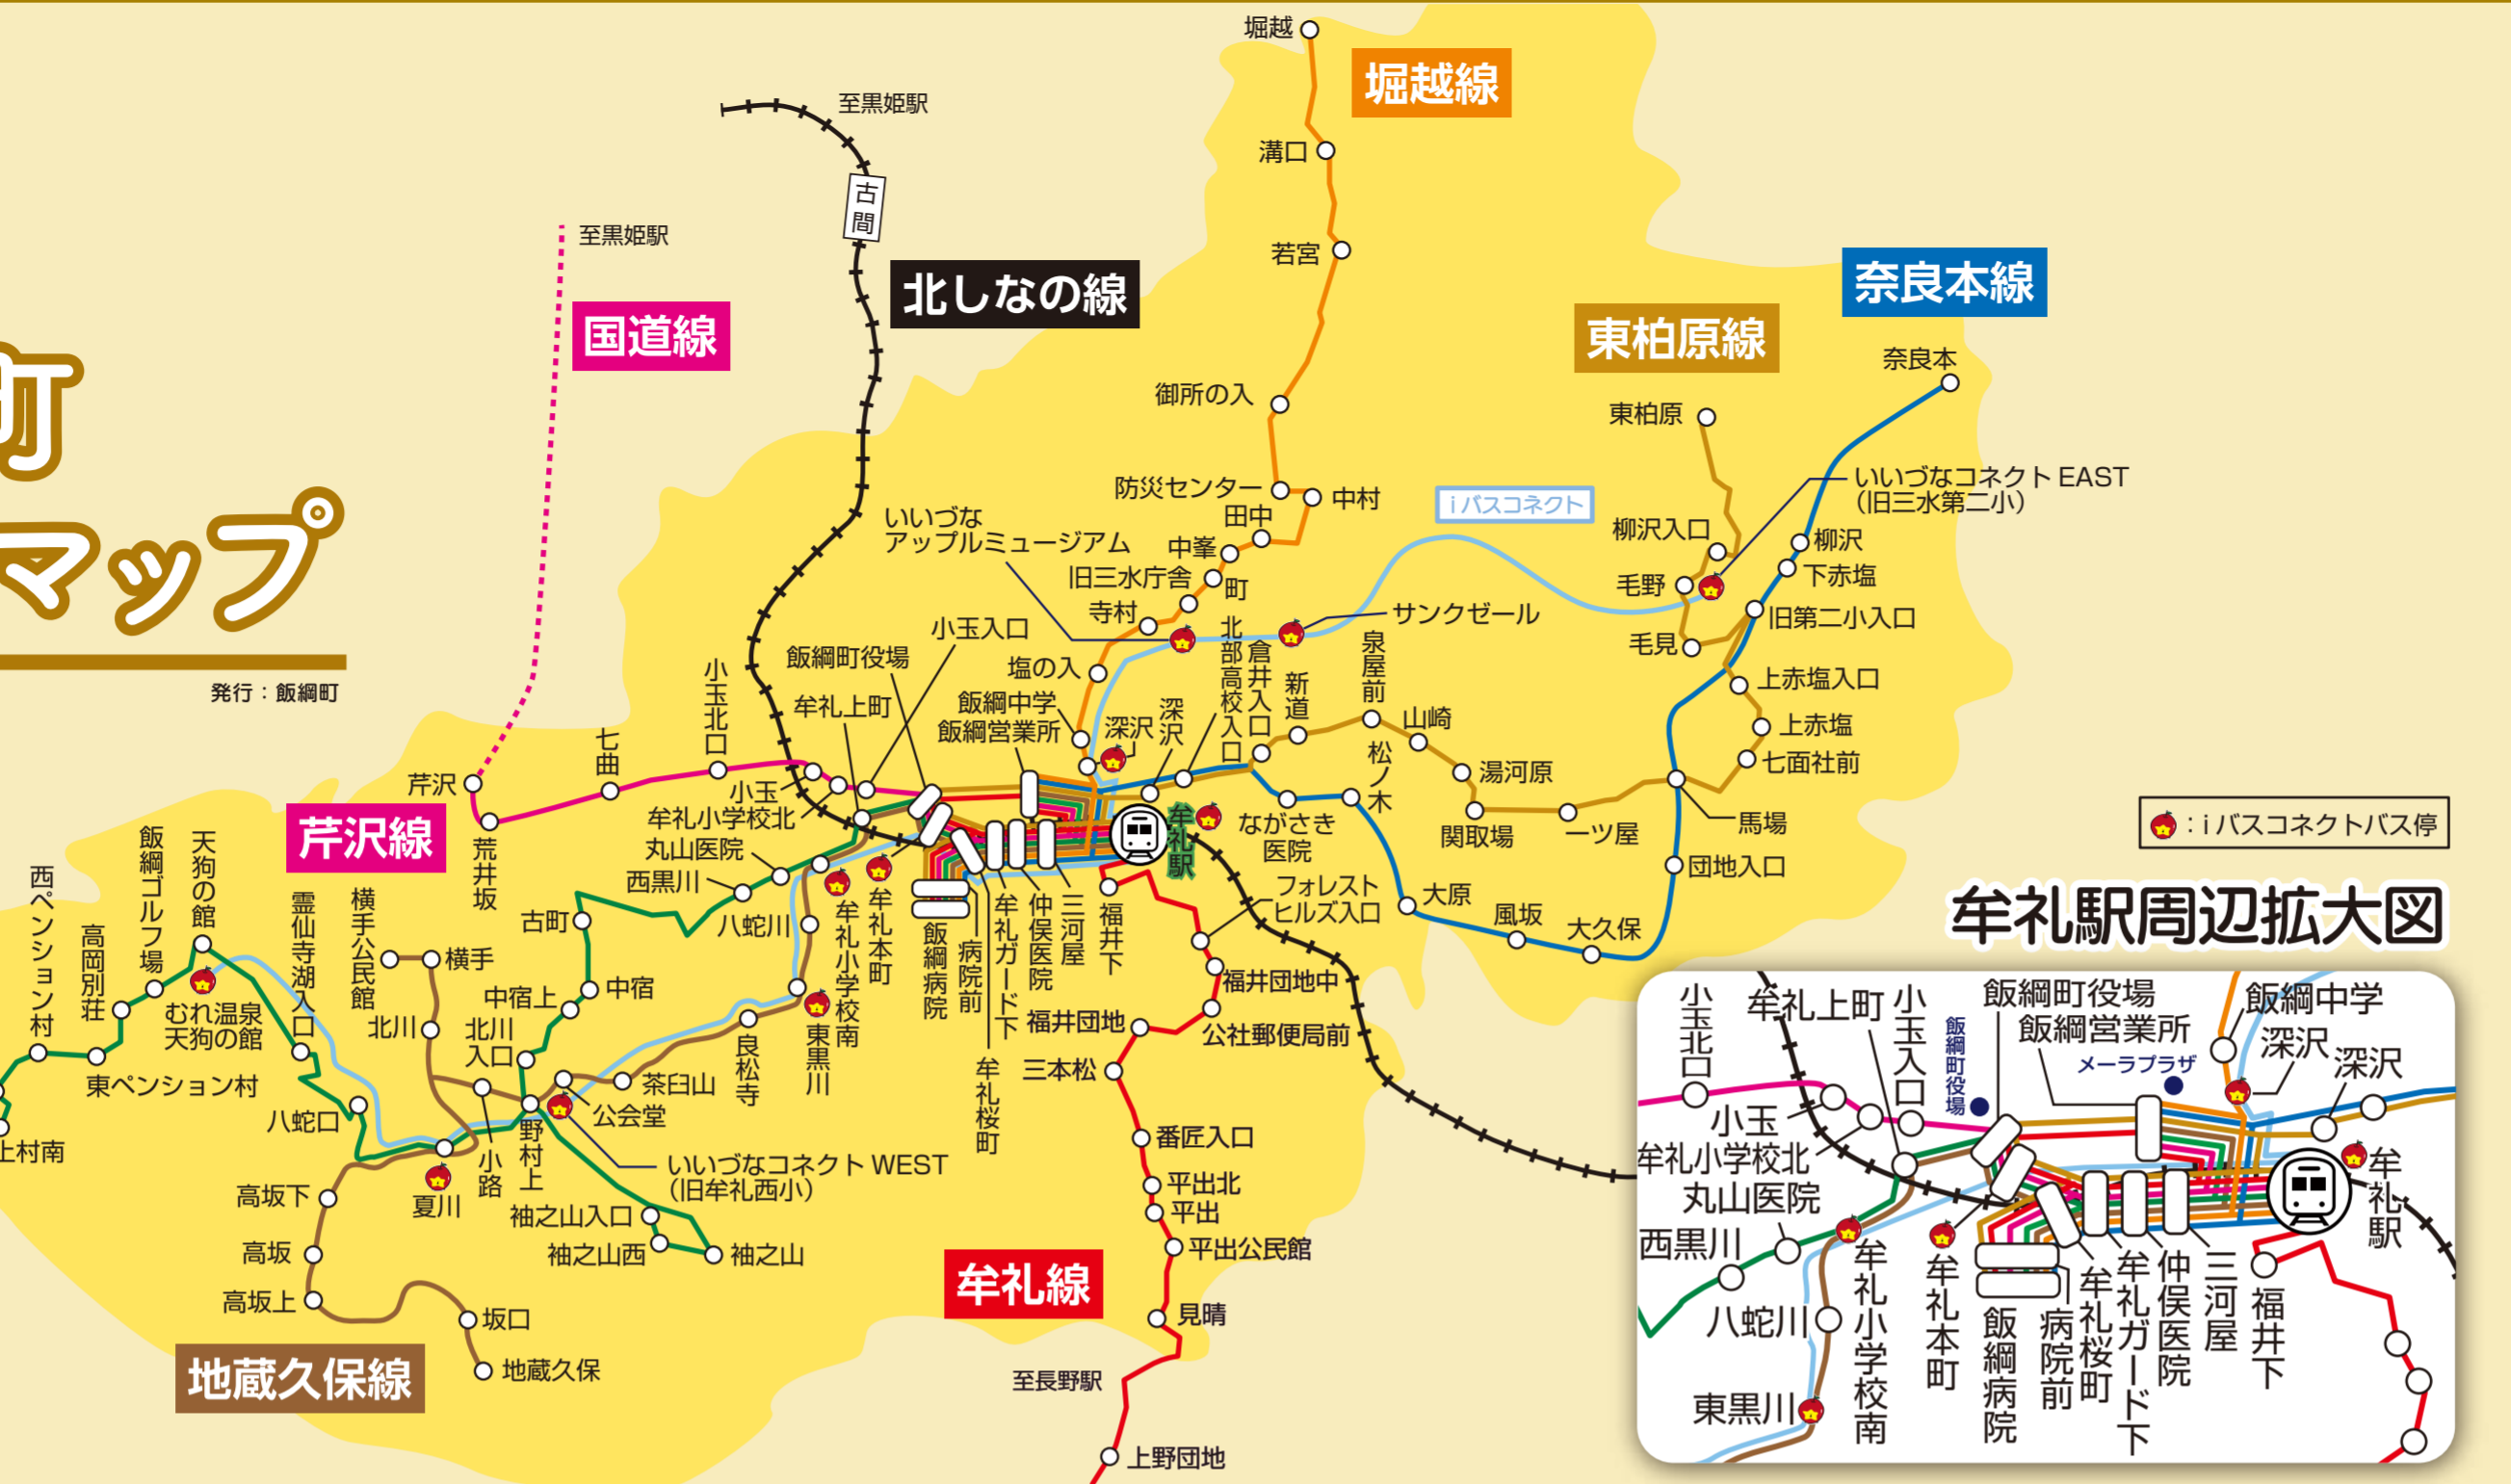 町
マップ
発行：飯綱町
堀越
堀越線
至黒姫駅
溝口
古間
至黒姫駅
若宮
北しなの線
奈良本線
国道線
東柏原線
奈良本
御所の入
東柏原
いいづなコネクト EAST
（旧三水第二小）
防災センター
中村
i バスコネクト
田中
いいづな
アップルミュージアム
柳沢入口
柳沢
中峯
旧三水庁舎
町
毛野
下赤塩
寺村
サンクゼール
旧第二小入口
小玉入口
北部高校入口
倉井入口
泉屋前
毛見
飯綱町役場
塩の入
新道
上赤塩入口
小玉北口
牟礼上町
飯綱中学
飯綱営業所
深沢
深沢
山崎
上赤塩
七曲
松ノ木
七面社前
芹沢
小玉
湯河原
牟礼小学校北
牟礼駅
ながさき
医院
関取場
一ツ屋
馬場
：i バスコネクトバス停
芹沢線
荒井坂
丸山医院
団地入口
西黒川
フォレスト
ヒルズ入口
大原
風坂
大久保
西ペンション村
高岡別荘
飯綱ゴルフ場
天狗の館
霊仙寺湖入口
横手公民館
横手
古町
八蛇川
牟礼小学校南
牟礼本町
飯綱病院
病院前
牟礼桜町
牟礼ガード下
仲俣医院
三河屋
福井下
むれ温泉
天狗の館
中宿上
中宿
北川
北川
入口
東黒川
良松寺
福井団地中
福井団地
公社郵便局前
東ペンション村
茶臼山
公会堂
三本松
八蛇口
上村南
野村上
小路
いいづなコネクト WEST
（旧牟礼西小）
番匠入口
夏川
高坂下
袖之山入口
平出北
平出
袖之山西
袖之山
平出公民館
高坂
高坂上
坂口
牟礼線
見晴
地蔵久保線
地蔵久保
至長野駅
上野団地
牟礼駅周辺拡大図
小玉北口
牟礼上町
小玉入口
飯綱町役場
飯綱町役場
飯綱営業所
メーラプラザ
飯綱中学
深沢
深沢
小玉
牟礼小学校北
丸山医院
西黒川
牟礼駅
八蛇川
東黒川
牟礼小学校南
牟礼本町
飯綱病院
病院前
牟礼桜町
牟礼ガード下
仲俣医院
三河屋
福井下